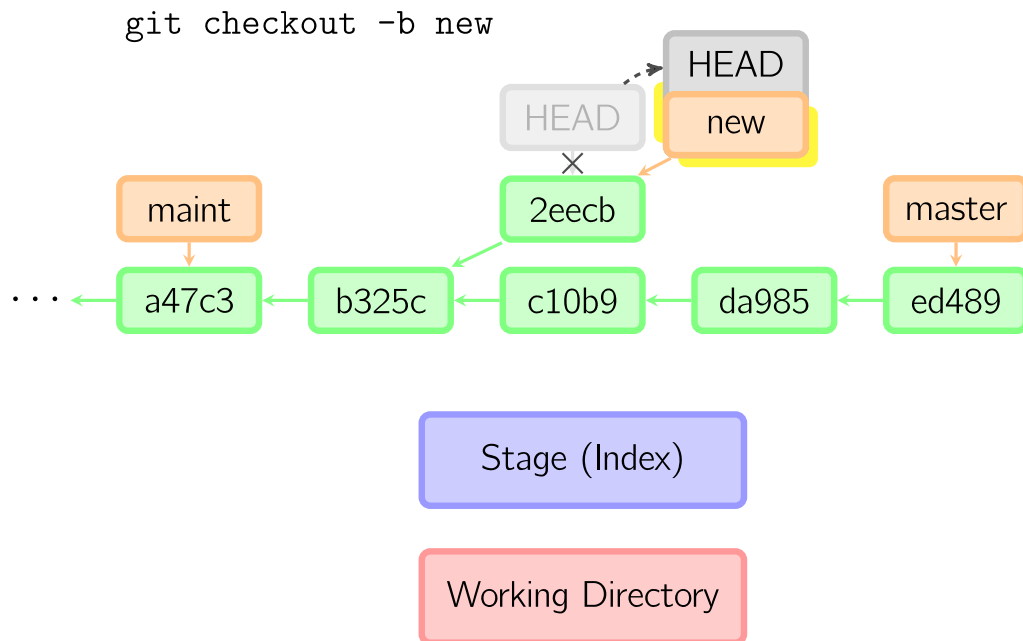 git checkout -b new
HEAD
HEAD
new
maint
2eecb
master
... a47c3 b325c c10b9 da985 ed489
Stage (Index)
Working Directory